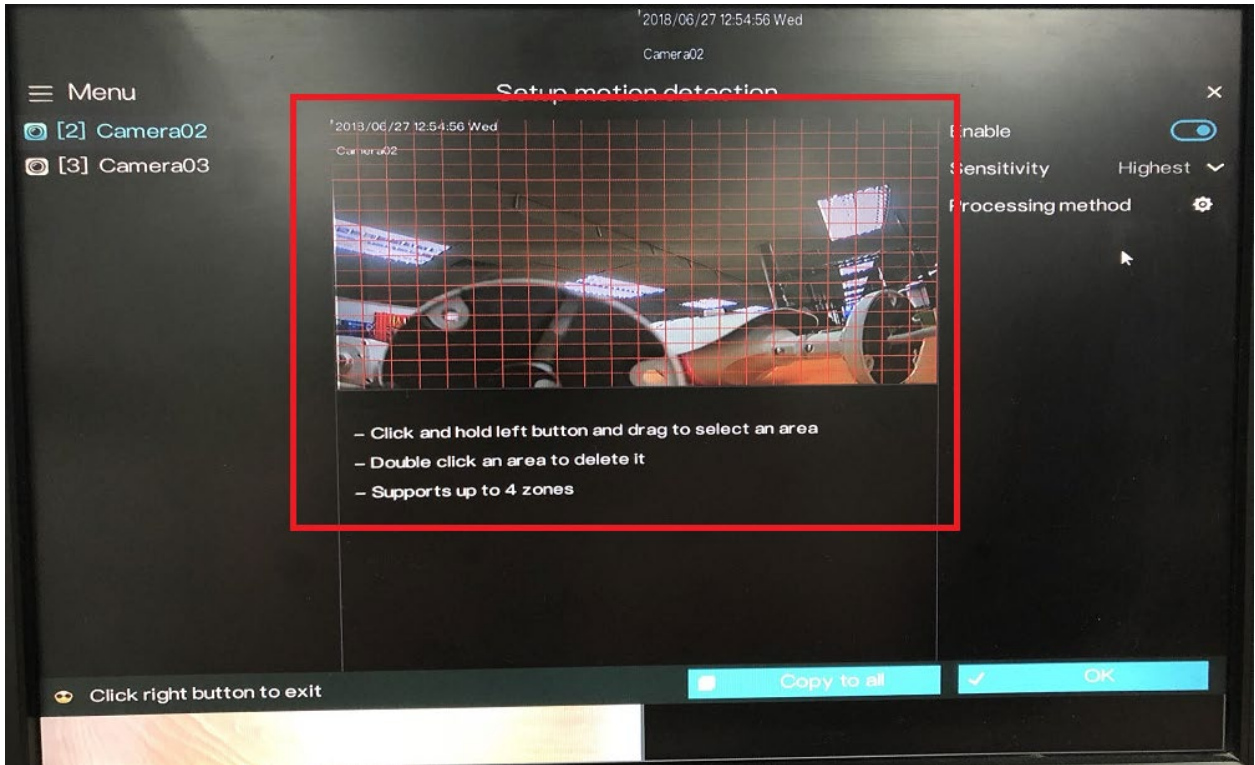 2018/06/27 12:54:56 Wed
Camera02
Menu
Setup motion detection
[2] Camera02
[3] Camera03
2018/06/27 12:54:56 Wed
Camera02
Enable
Sensitivity Highest
Processing method
– Click and hold left button and drag to select an area
– Double click an area to delete it
– Supports up to 4 zones
Click right button to exit
Copy to all
OK